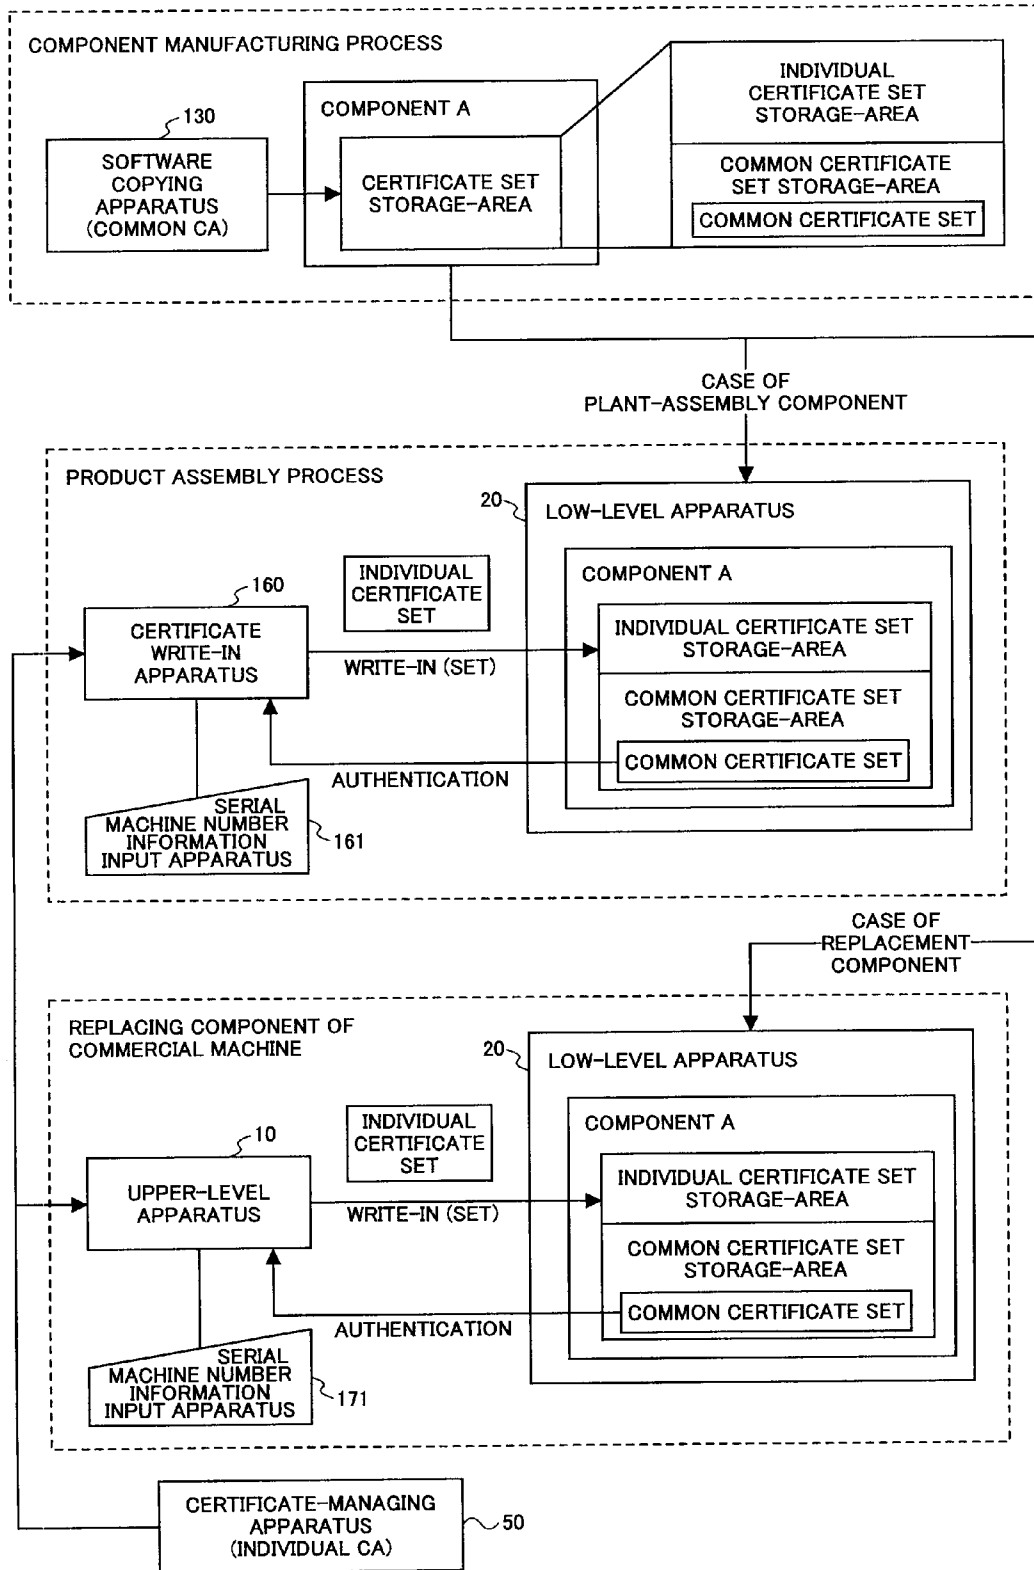 COMPONENT MANUFACTURING PROCESS
130
SOFTWARE
COPYING
APPARATUS
(COMMON CA)
COMPONENT A
CERTIFICATE SET
STORAGE-AREA
INDIVIDUAL
CERTIFICATE SET
STORAGE-AREA
COMMON CERTIFICATE
SET STORAGE-AREA
COMMON CERTIFICATE SET
CASE OF
PLANT-ASSEMBLY COMPONENT
PRODUCT ASSEMBLY PROCESS
160
CERTIFICATE
WRITE-IN
APPARATUS
INDIVIDUAL
CERTIFICATE
SET
WRITE-IN (SET)
AUTHENTICATION
SERIAL
MACHINE NUMBER
INFORMATION
INPUT APPARATUS
161
20
LOW-LEVEL APPARATUS
COMPONENT A
INDIVIDUAL CERTIFICATE SET
STORAGE-AREA
COMMON CERTIFICATE SET
STORAGE-AREA
COMMON CERTIFICATE SET
CASE OF
REPLACEMENT
COMPONENT
REPLACING COMPONENT OF
COMMERCIAL MACHINE
10
UPPER-LEVEL
APPARATUS
INDIVIDUAL
CERTIFICATE
SET
WRITE-IN (SET)
AUTHENTICATION
SERIAL
MACHINE NUMBER
INFORMATION
INPUT APPARATUS
171
20
LOW-LEVEL APPARATUS
COMPONENT A
INDIVIDUAL CERTIFICATE SET
STORAGE-AREA
COMMON CERTIFICATE SET
STORAGE-AREA
COMMON CERTIFICATE SET
CERTIFICATE-MANAGING
APPARATUS
(INDIVIDUAL CA)
50